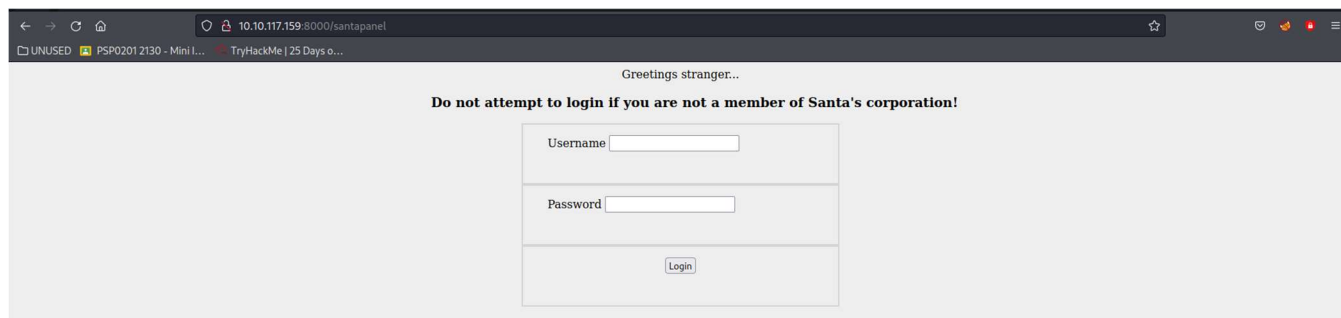 10.10.117.159:8000/santapanel
UNUSED PSP0201 2130 - Mini I... TryHackMe | 25 Days o...
Greetings stranger...
Do not attempt to login if you are not a member of Santa's corporation!
Username
Password
Login